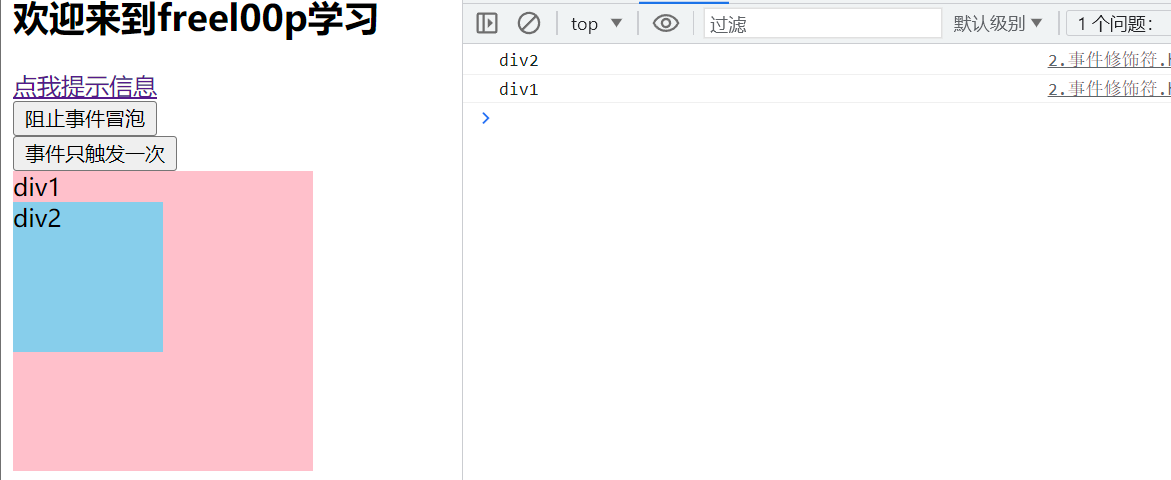 欢迎来到freel00p学习
点我提示信息
阻止事件冒泡
事件只触发一次
div1
div2
top
过滤
默认级别
1 个问题:
div2
2.事件修饰符.h
div1
2.事件修饰符.h